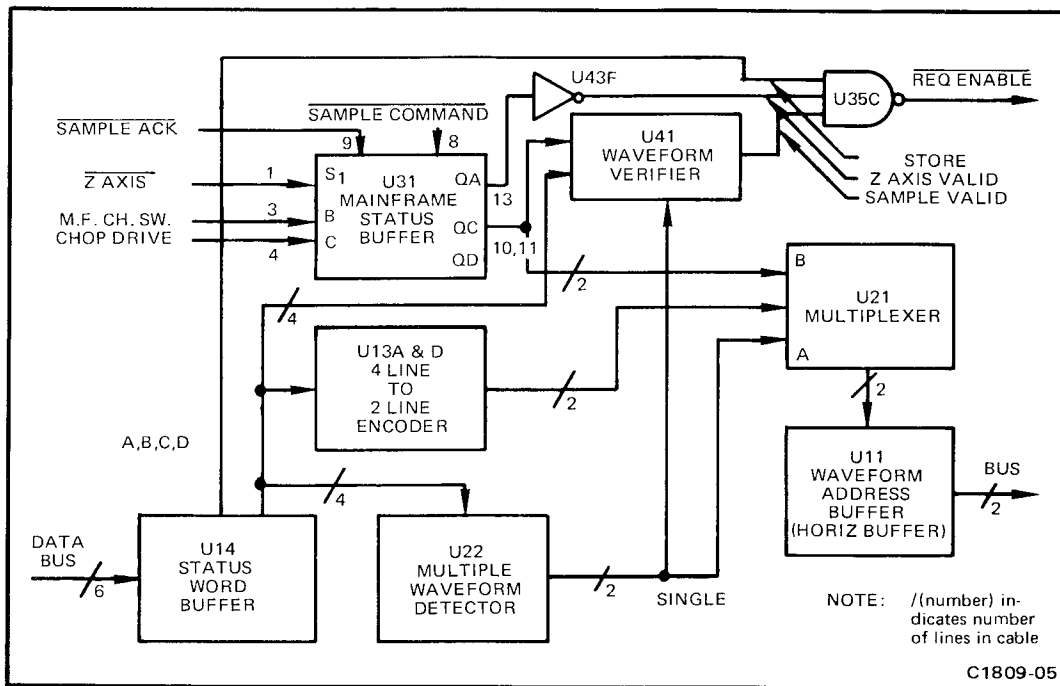 U43F
U35C
REQ ENABLE
SAMPLE ACK
SAMPLE COMMAND
9
8
Z AXIS
1
M.F. CH. SW.
3
CHOP DRIVE
4
S1
B
C
U31
MAINFRAME
STATUS
BUFFER
QA
QC
QD
13
10,11
U41
WAVEFORM
VERIFIER
STORE
Z AXIS VALID
SAMPLE VALID
/2
/4
B
A
U21
MULTIPLEXER
U13A & D
4 LINE
TO
2 LINE
ENCODER
/2
/2
A,B,C,D
/4
U11
WAVEFORM
ADDRESS
BUFFER
(HORIZ BUFFER)
BUS
/2
DATA
BUS
/6
U14
STATUS
WORD
BUFFER
U22
MULTIPLE
WAVEFORM
DETECTOR
/2
SINGLE
NOTE: /(number) in-
dicates number
of lines in cable
C1809-05